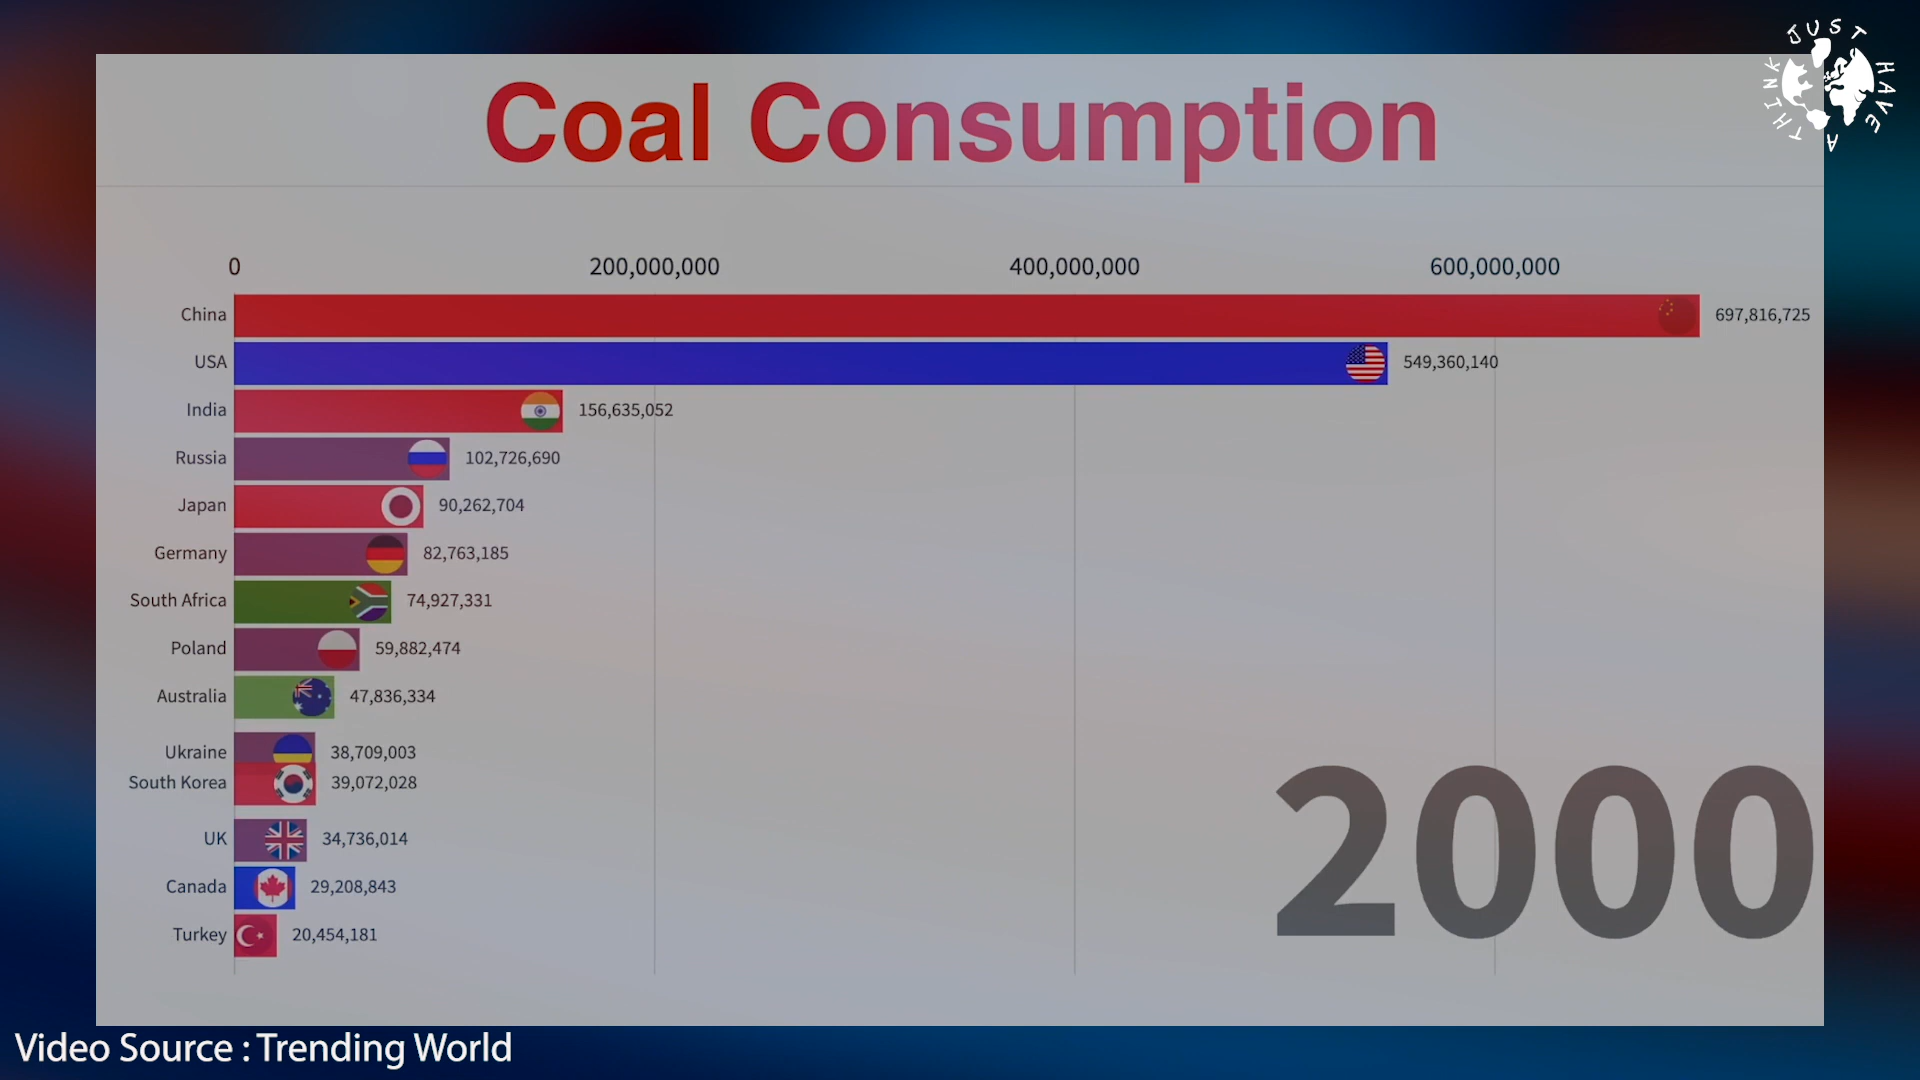 JUST HAVE A THINK
Coal Consumption
0 200,000,000 400,000,000 600,000,000
China 697,816,725
USA 549,360,140
India 156,635,052
Russia 102,726,690
Japan 90,262,704
Germany 82,763,185
South Africa 74,927,331
Poland 59,882,474
Australia 47,836,334
Ukraine 38,709,003
South Korea 39,072,028
UK 34,736,014
Canada 29,208,843
Turkey 20,454,181
2000
Video Source : Trending World